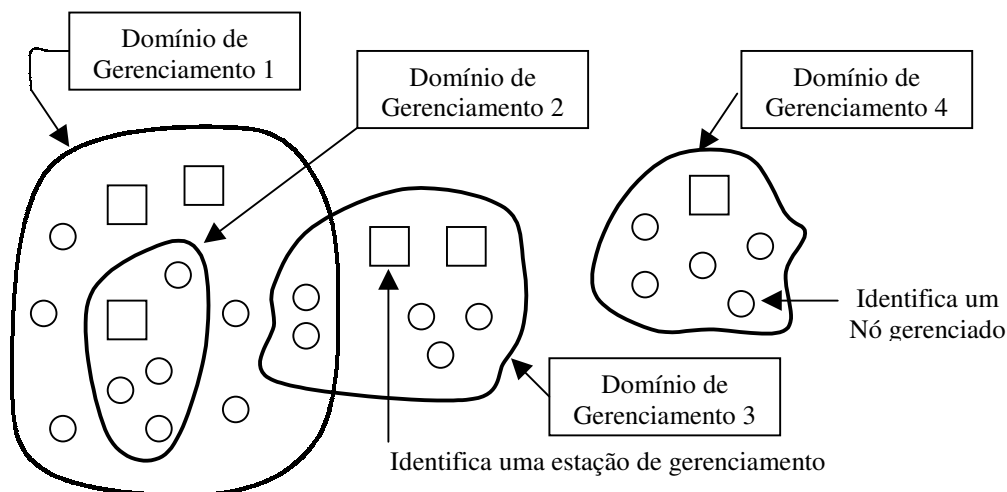 Domínio de
Gerenciamento 1
Domínio de
Gerenciamento 2
Domínio de
Gerenciamento 4
Identifica um
Nó gerenciado
Domínio de
Gerenciamento 3
Identifica uma estação de gerenciamento